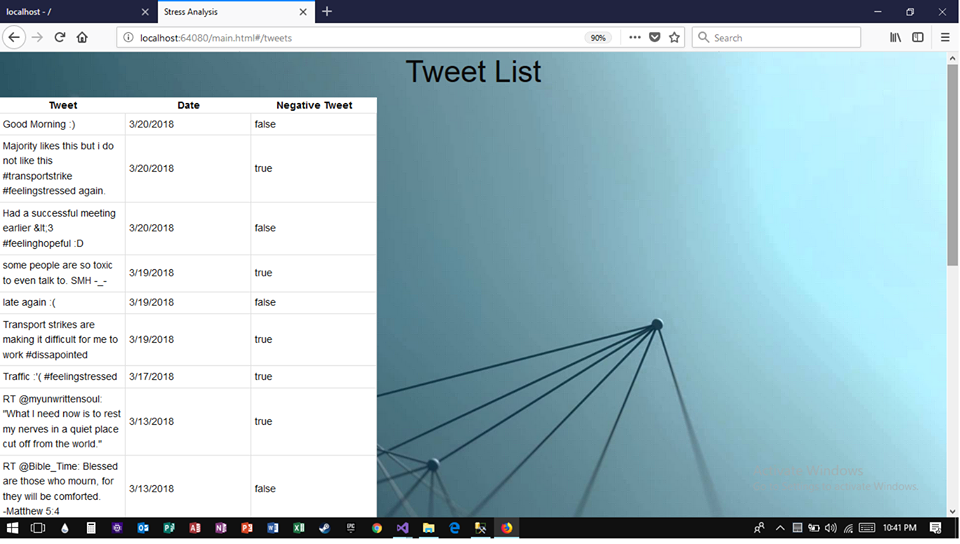 localhost - /
Stress Analysis
localhost:64080/main.html#/tweets
90%
Search
Tweet List
Tweet Date Negative Tweet
Good Morning :) 3/20/2018 false
Majority likes this but i do
not like this
#transportstrike
#feelingstressed again.
3/20/2018 true
Had a successful meeting
earlier &lt;3
#feelinghopeful :D
3/20/2018 false
some people are so toxic
to even talk to. SMH -_-
3/19/2018 true
late again :( 3/19/2018 false
Transport strikes are
making it difficult for me to
work #dissapointed
3/19/2018 true
Traffic :'( #feelingstressed 3/17/2018 true
RT @myunwrittensoul:
"What I need now is to rest
my nerves in a quiet place
cut off from the world."
3/13/2018 true
RT @Bible_Time: Blessed
are those who mourn, for
they will be comforted.
-Matthew 5:4
3/13/2018 false
Windows
Windows.
10:41 PM